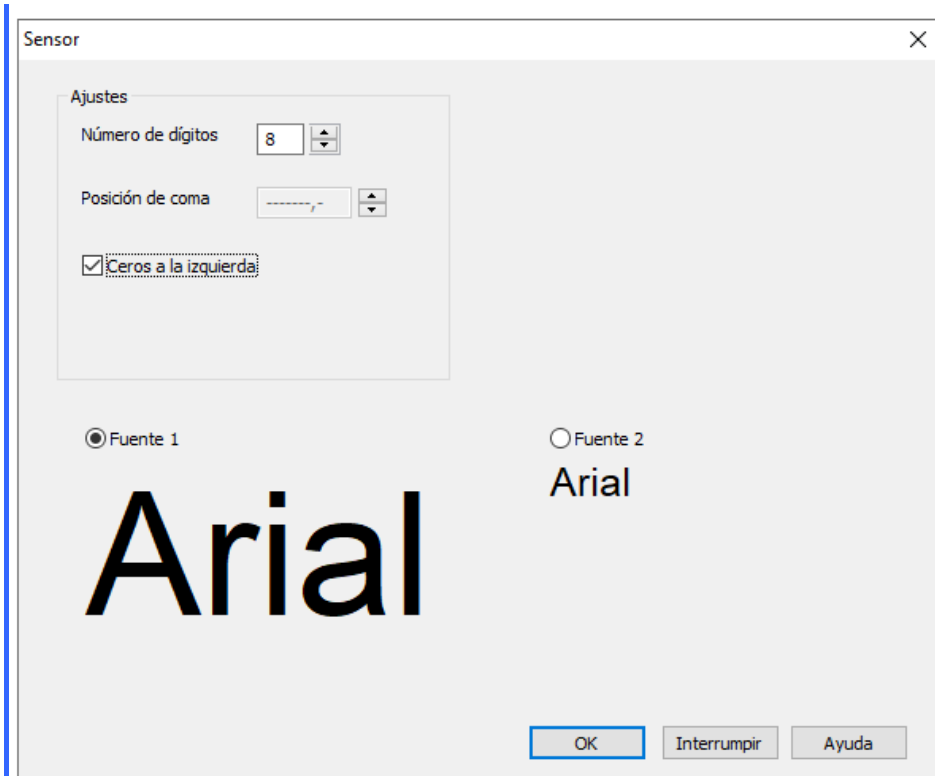 Sensor
Ajustes
Número de dígitos 8
Posición de coma -------,-
Ceros a la izquierda
Fuente 1 Fuente 2
Arial Arial
OK Interrumpir Ayuda